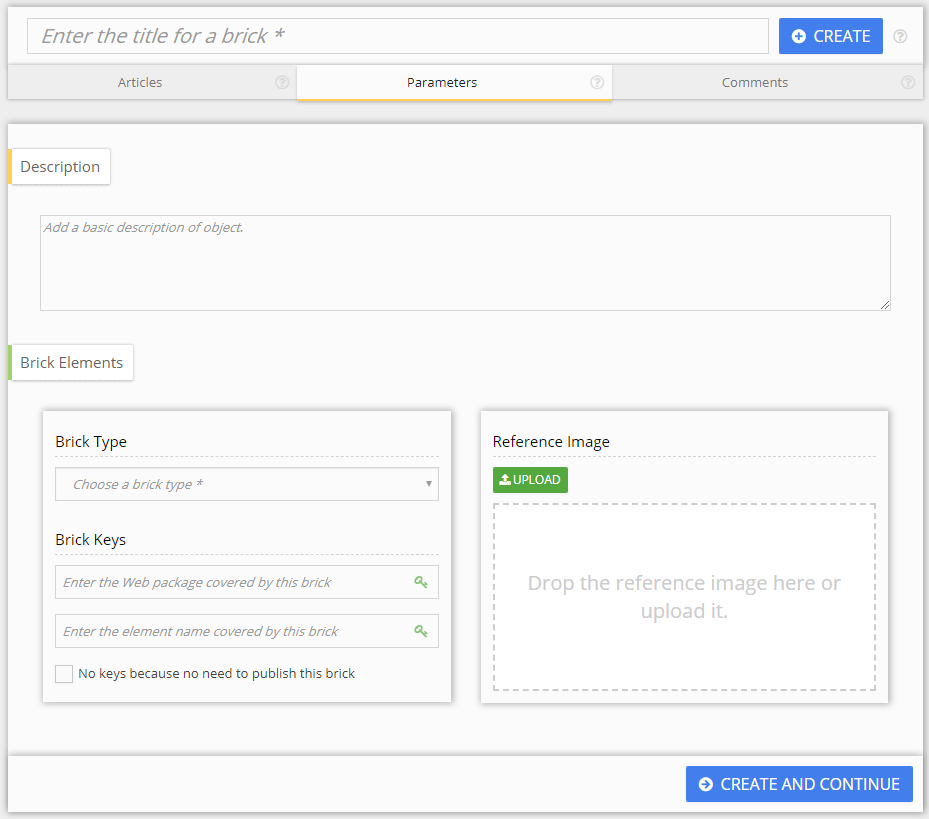 Enter the title for a brick *
CREATE
Articles
Parameters
Comments
Description
Add a basic description of object.
Brick Elements
Brick Type
Choose a brick type *
Brick Keys
Enter the Web package covered by this brick
Enter the element name covered by this brick
No keys because no need to publish this brick
Reference Image
UPLOAD
Drop the reference image here or
upload it.
CREATE AND CONTINUE